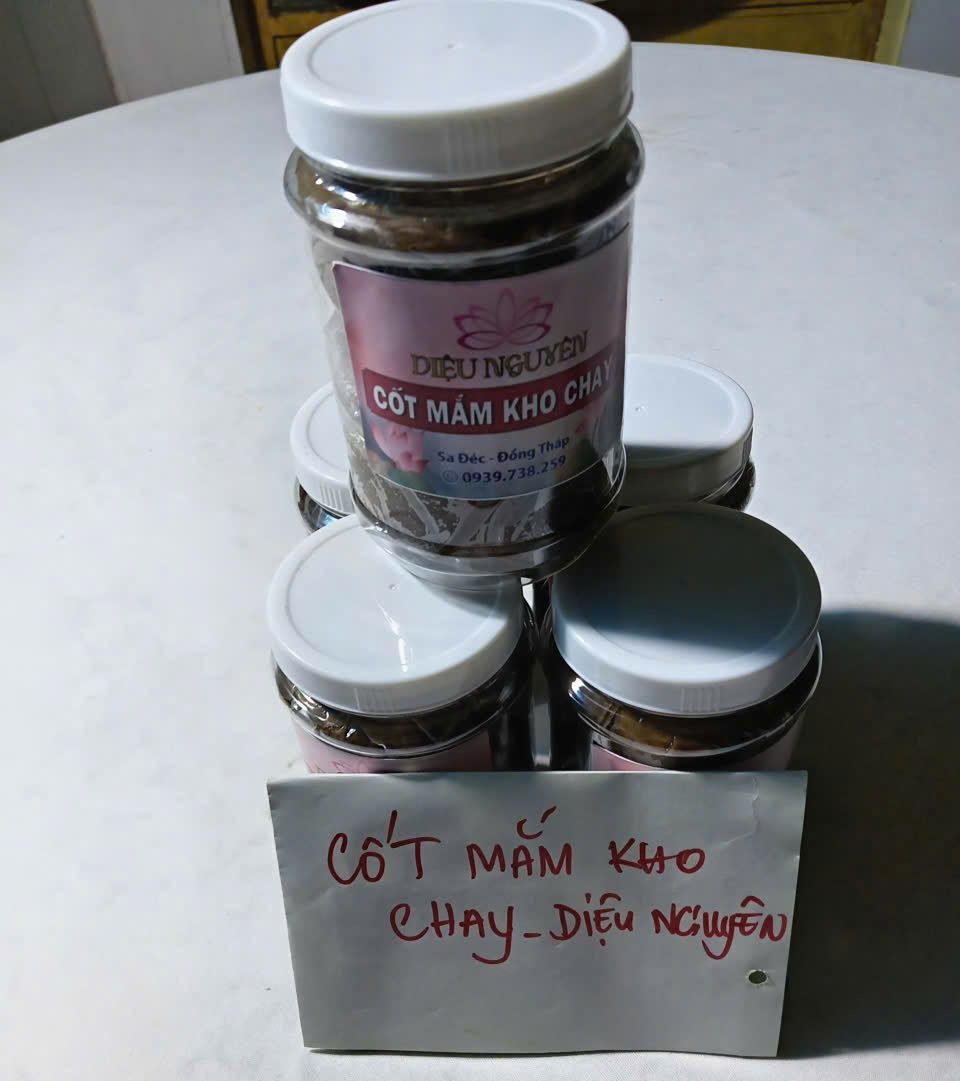 DIỆU NGUYÊN
CỐT MẮM KHO CHAY
Sa Đéc - Đồng Tháp
0939.738.259
CỐT MẮM KHO
CHAY_DIỆU NGUYÊN